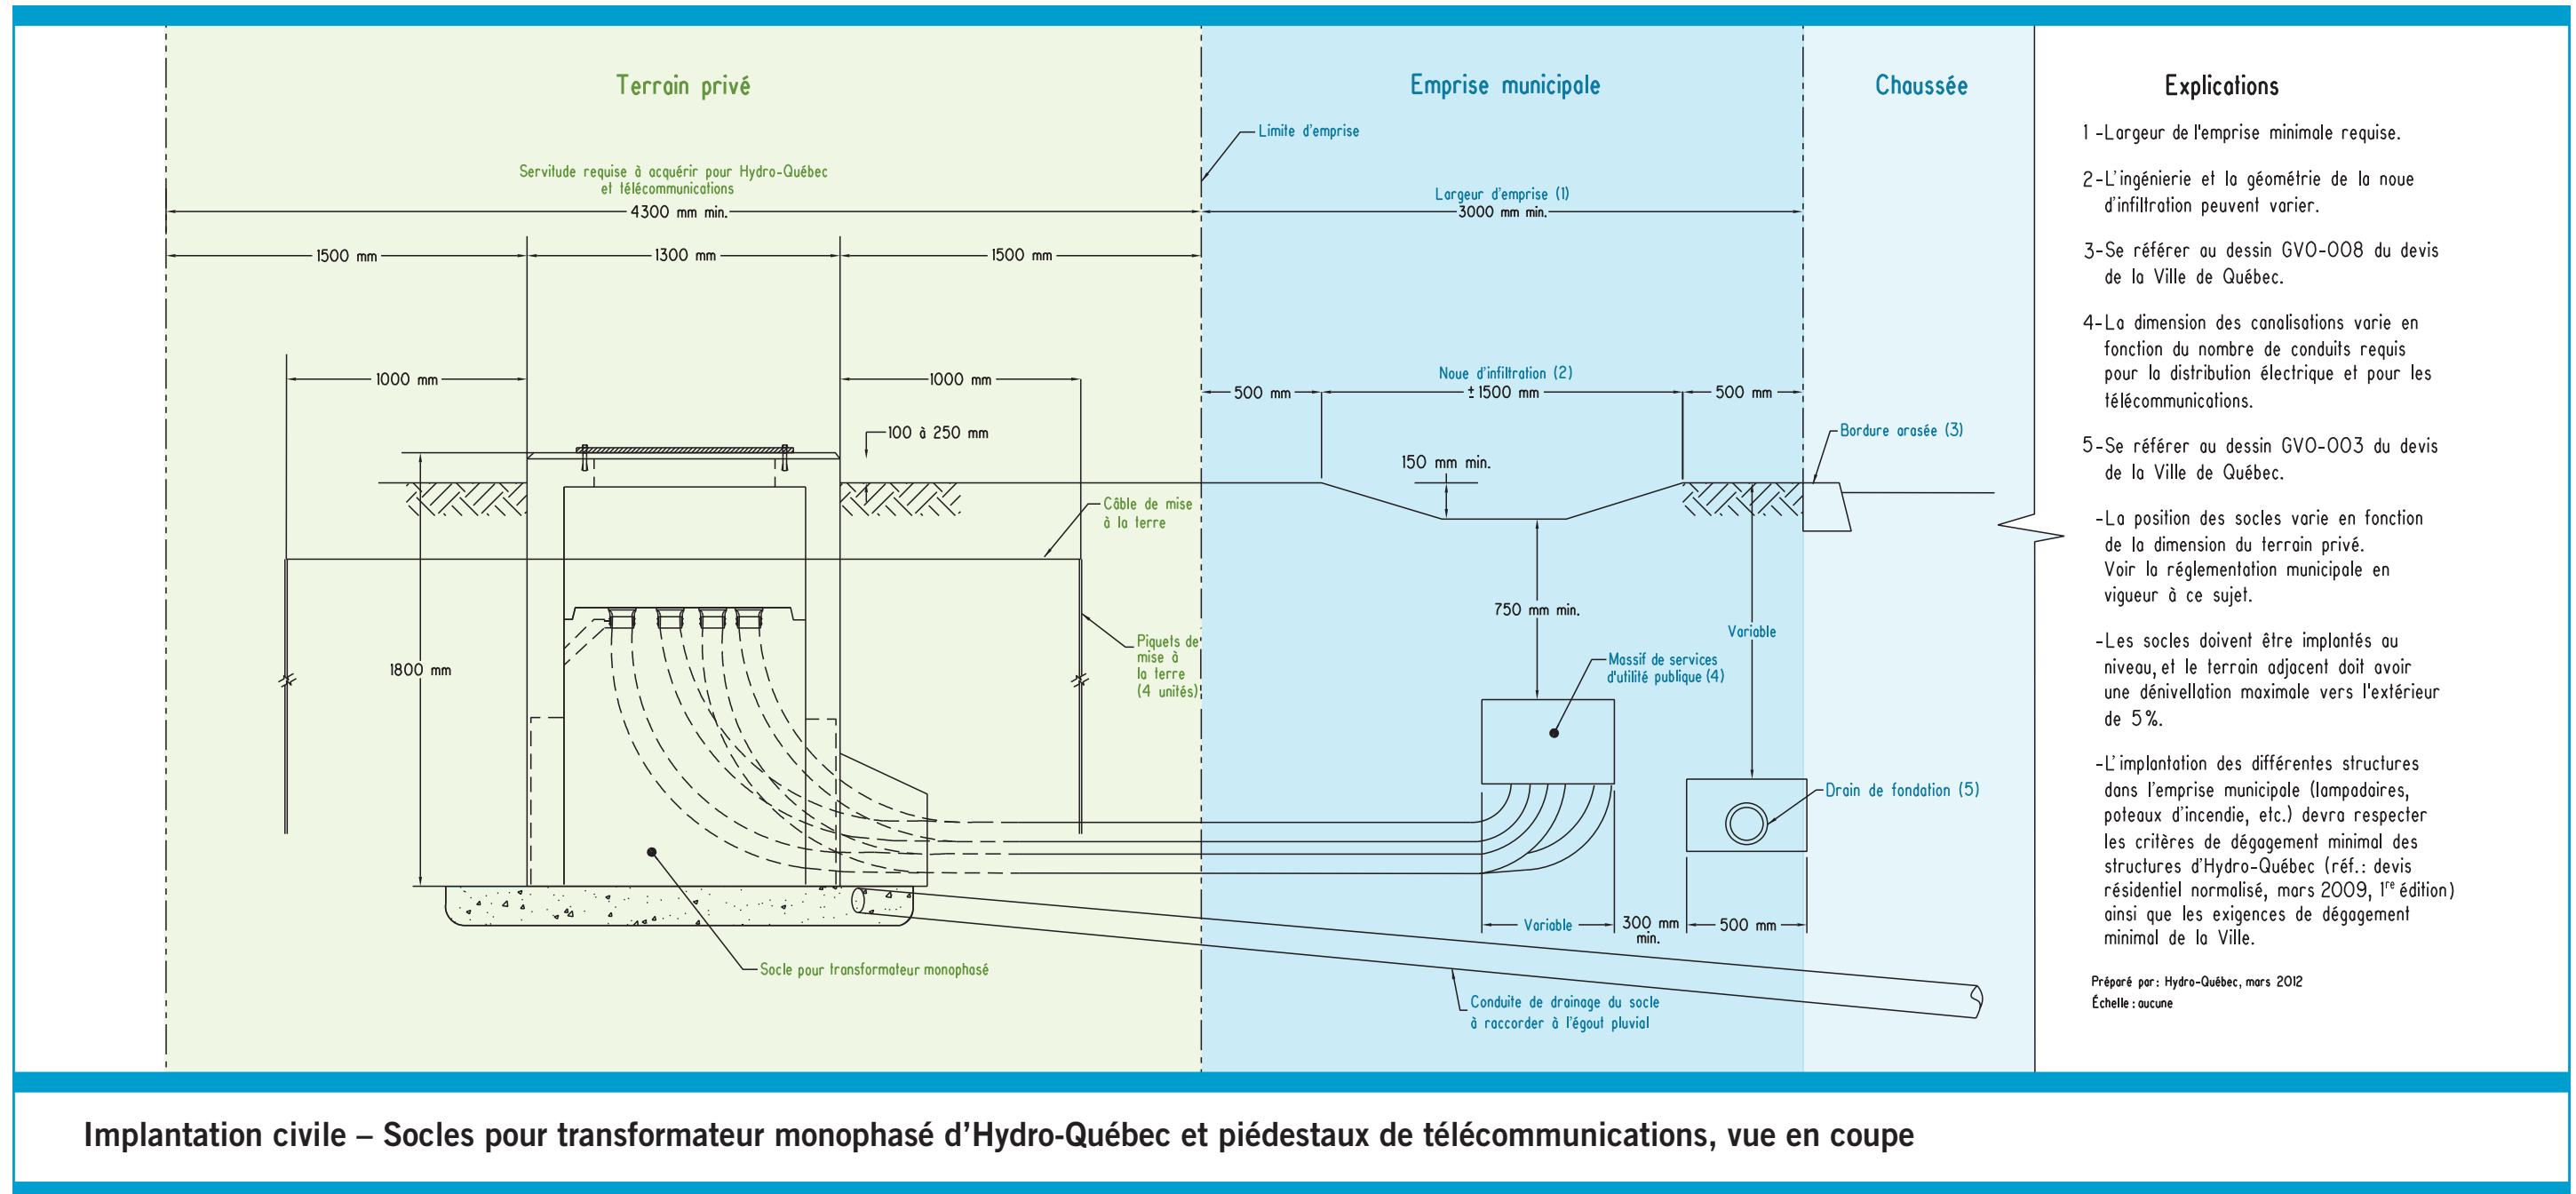 Terrain privé
Emprise municipale
Chaussée
Limite d'emprise
Servitude requise à acquérir pour Hydro-Québec
et télécommunications
4300 mm min.
Largeur d'emprise (1)
3000 mm min.
1500 mm
1300 mm
1500 mm
1000 mm
1000 mm
Noue d'infiltration (2)
500 mm
±1500 mm
500 mm
100 à 250 mm
150 mm min.
Bordure arasée (3)
Câble de mise
à la terre
750 mm min.
Variable
Piquets de
mise à
la terre
(4 unités)
1800 mm
Massif de services
d'utilité publique (4)
Drain de fondation (5)
Variable
300 mm
min.
500 mm
Socle pour transformateur monophasé
Conduite de drainage du socle
à raccorder à l'égout pluvial
Explications
1 -Largeur de l'emprise minimale requise.
2-L'ingénierie et la géométrie de la noue
d'infiltration peuvent varier.
3-Se référer au dessin GVO-008 du devis
de la Ville de Québec.
4-La dimension des canalisations varie en
fonction du nombre de conduits requis
pour la distribution électrique et pour les
télécommunications.
5-Se référer au dessin GVO-003 du devis
de la Ville de Québec.
-La position des socles varie en fonction
de la dimension du terrain privé.
Voir la réglementation municipale en
vigueur à ce sujet.
-Les socles doivent être implantés au
niveau, et le terrain adjacent doit avoir
une dénivellation maximale vers l'extérieur
de 5%.
-L'implantation des différentes structures
dans l'emprise municipale (lampadaires,
poteaux d'incendie, etc.) devra respecter
les critères de dégagement minimal des
structures d'Hydro-Québec (réf.: devis
résidentiel normalisé, mars 2009, 1re édition)
ainsi que les exigences de dégagement
minimal de la Ville.
Préparé par: Hydro-Québec, mars 2012
Échelle : aucune
Implantation civile – Socles pour transformateur monophasé d'Hydro-Québec et piédestaux de télécommunications, vue en coupe